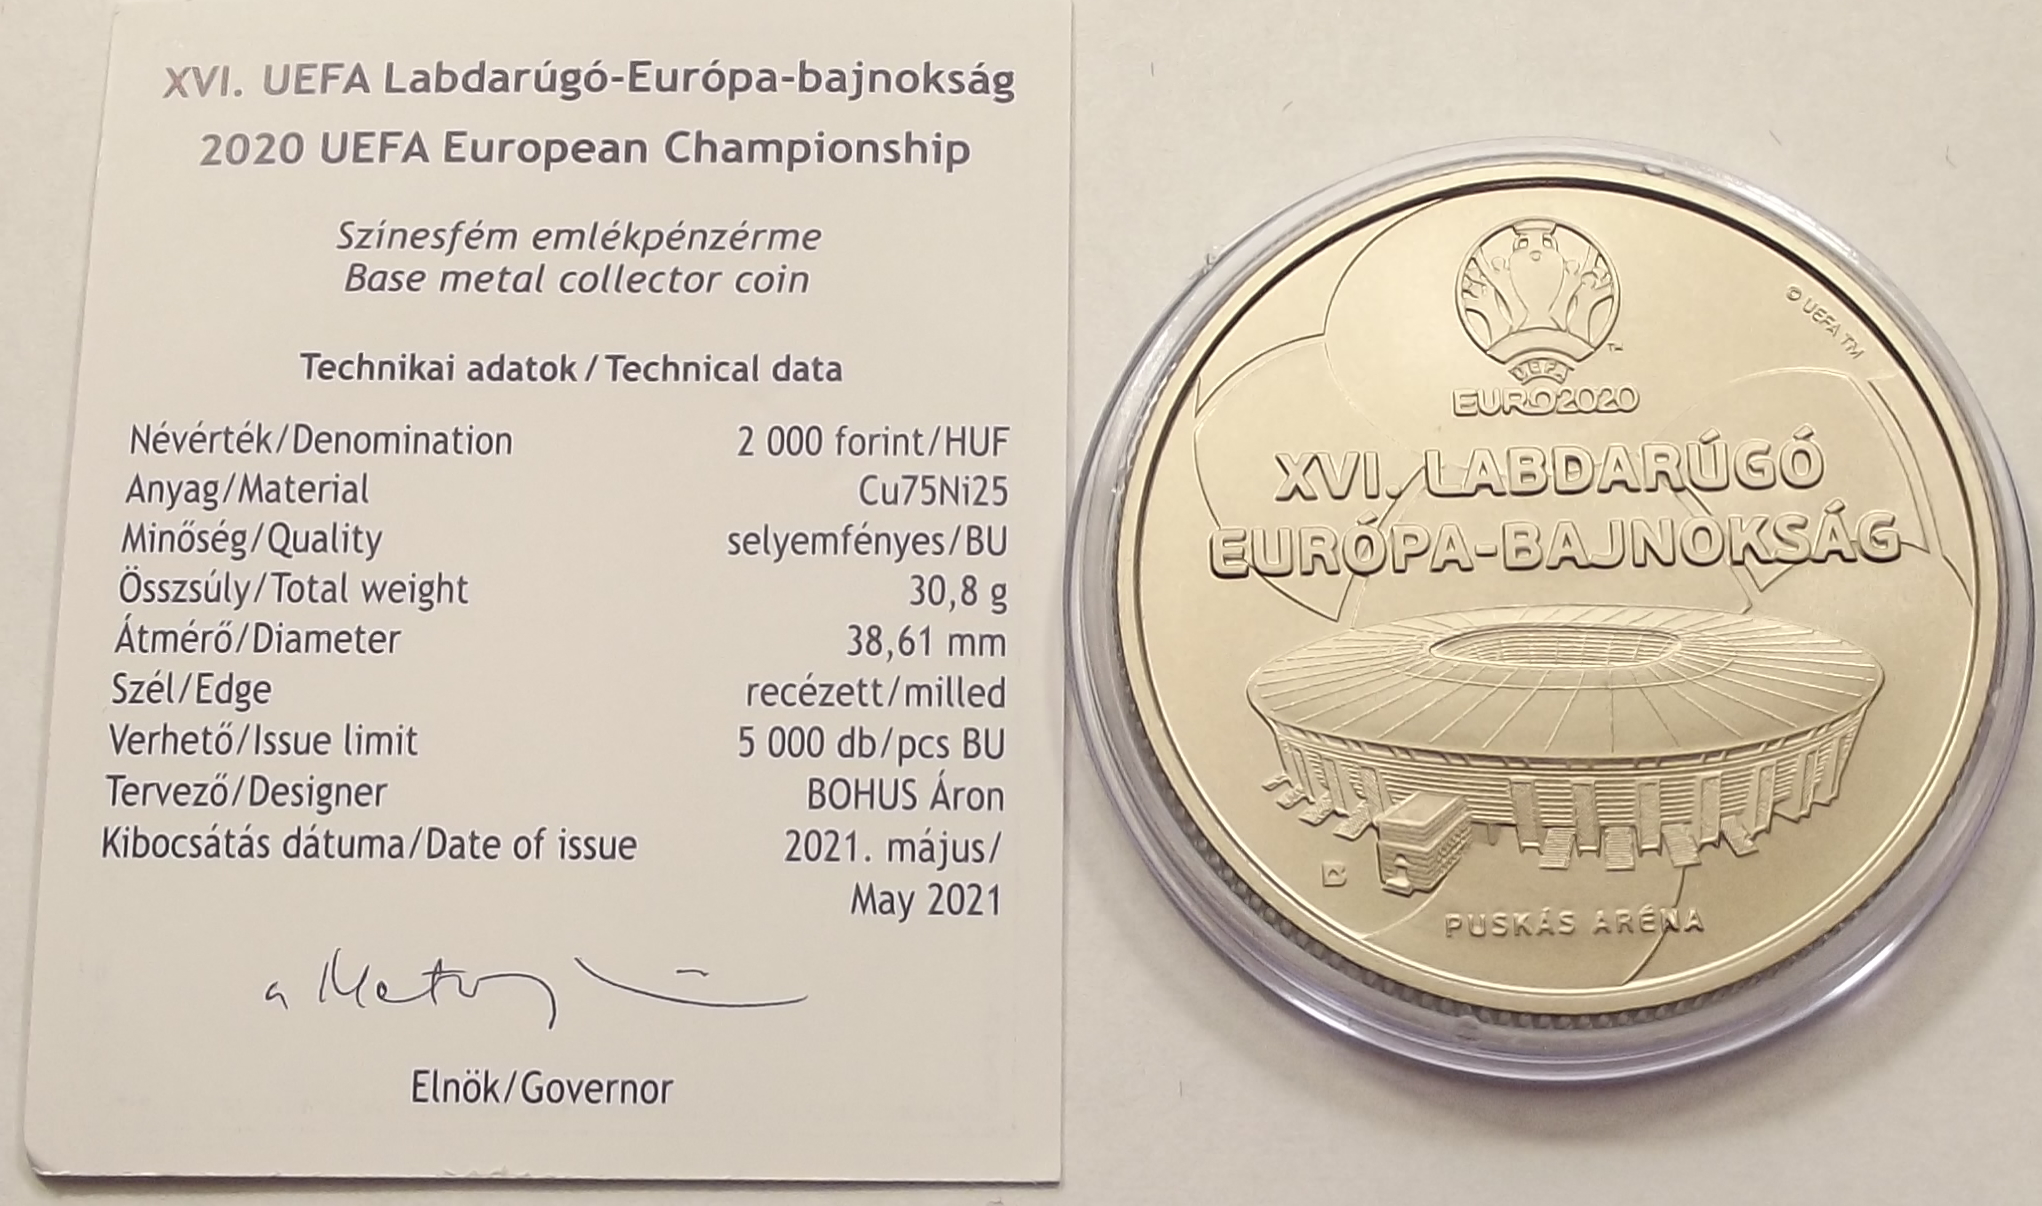 XVI. UEFA Labdarúgó-Európa-bajnokság
2020 UEFA European Championship
Színesfém emlékpénzérme
Base metal collector coin
Technikai adatok / Technical data
Névérték/Denomination 2 000 forint/HUF
Anyag/Material Cu75Ni25
Minőség/Quality selyemfényes/BU
Összsúly/Total weight 30,8 g
Átmérő/Diameter 38,61 mm
Szél/Edge recézett/milled
Verhető/Issue limit 5 000 db/pcs BU
Tervező/Designer BOHUS Áron
Kibocsátás dátuma/Date of issue 2021. május/
May 2021
Elnök/Governor
© UEFA TM
TM
UEFA
EURO2020
XVI. LABDARÚGÓ
EURÓPA-BAJNOKSÁG
B
PUSKÁS ARÉNA